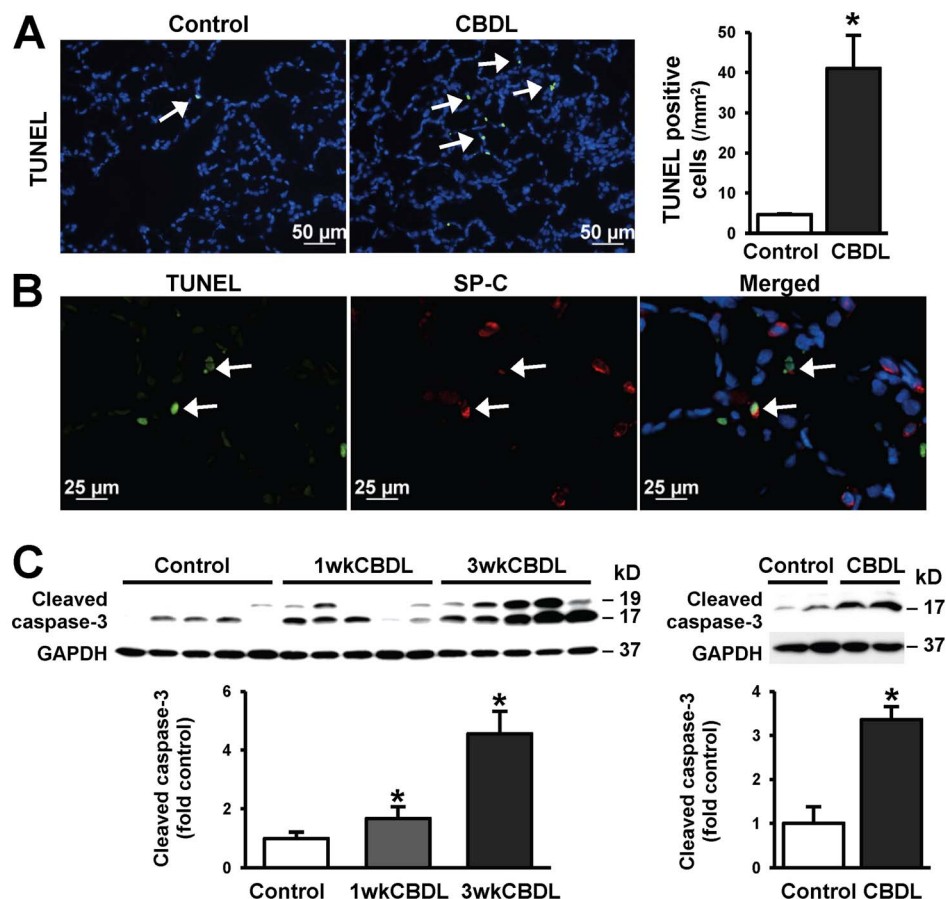 A
Control
CBDL
TUNEL
50 µm
50 µm
TUNEL positive
cells (/mm²)
50
40
30
20
10
0
*
Control CBDL
B
TUNEL
SP-C
Merged
25 µm
25 µm
25 µm
C
Control
1wkCBDL
3wkCBDL
kD
Cleaved
caspase-3
– 19
– 17
GAPDH
– 37
Cleaved caspase-3
(fold control)
6
4
2
0
*
*
Control 1wkCBDL 3wkCBDL
Control CBDL
kD
Cleaved
caspase-3
– 17
GAPDH
– 37
Cleaved caspase-3
(fold control)
4
3
2
1
0
*
Control CBDL